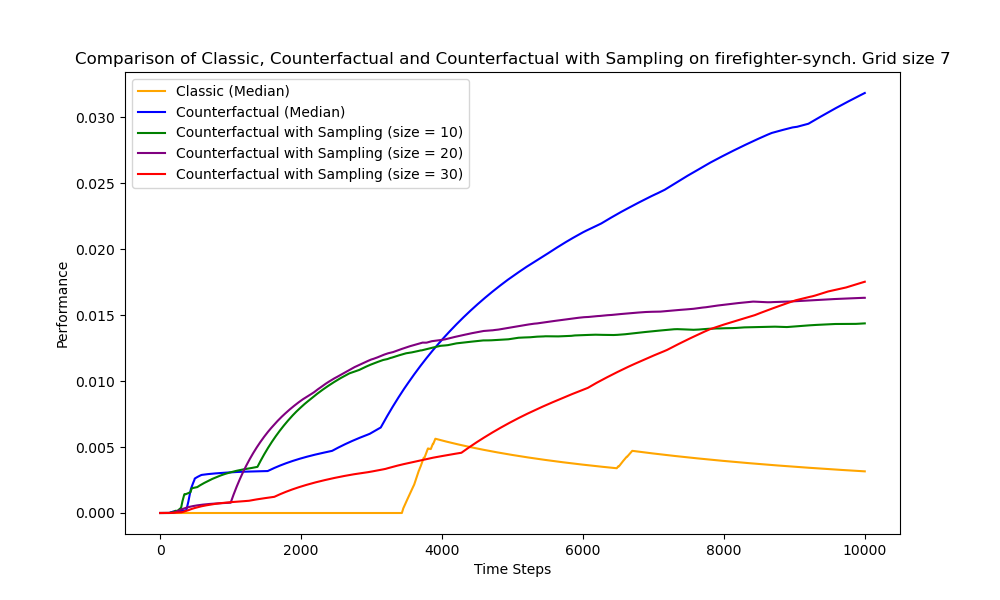 Comparison of Classic, Counterfactual and Counterfactual with Sampling on firefighter-synch. Grid size 7
Classic (Median)
Counterfactual (Median)
Counterfactual with Sampling (size = 10)
Counterfactual with Sampling (size = 20)
Counterfactual with Sampling (size = 30)
Performance
0.030
0.025
0.020
0.015
0.010
0.005
0.000
0 2000 4000 6000 8000 10000
Time Steps